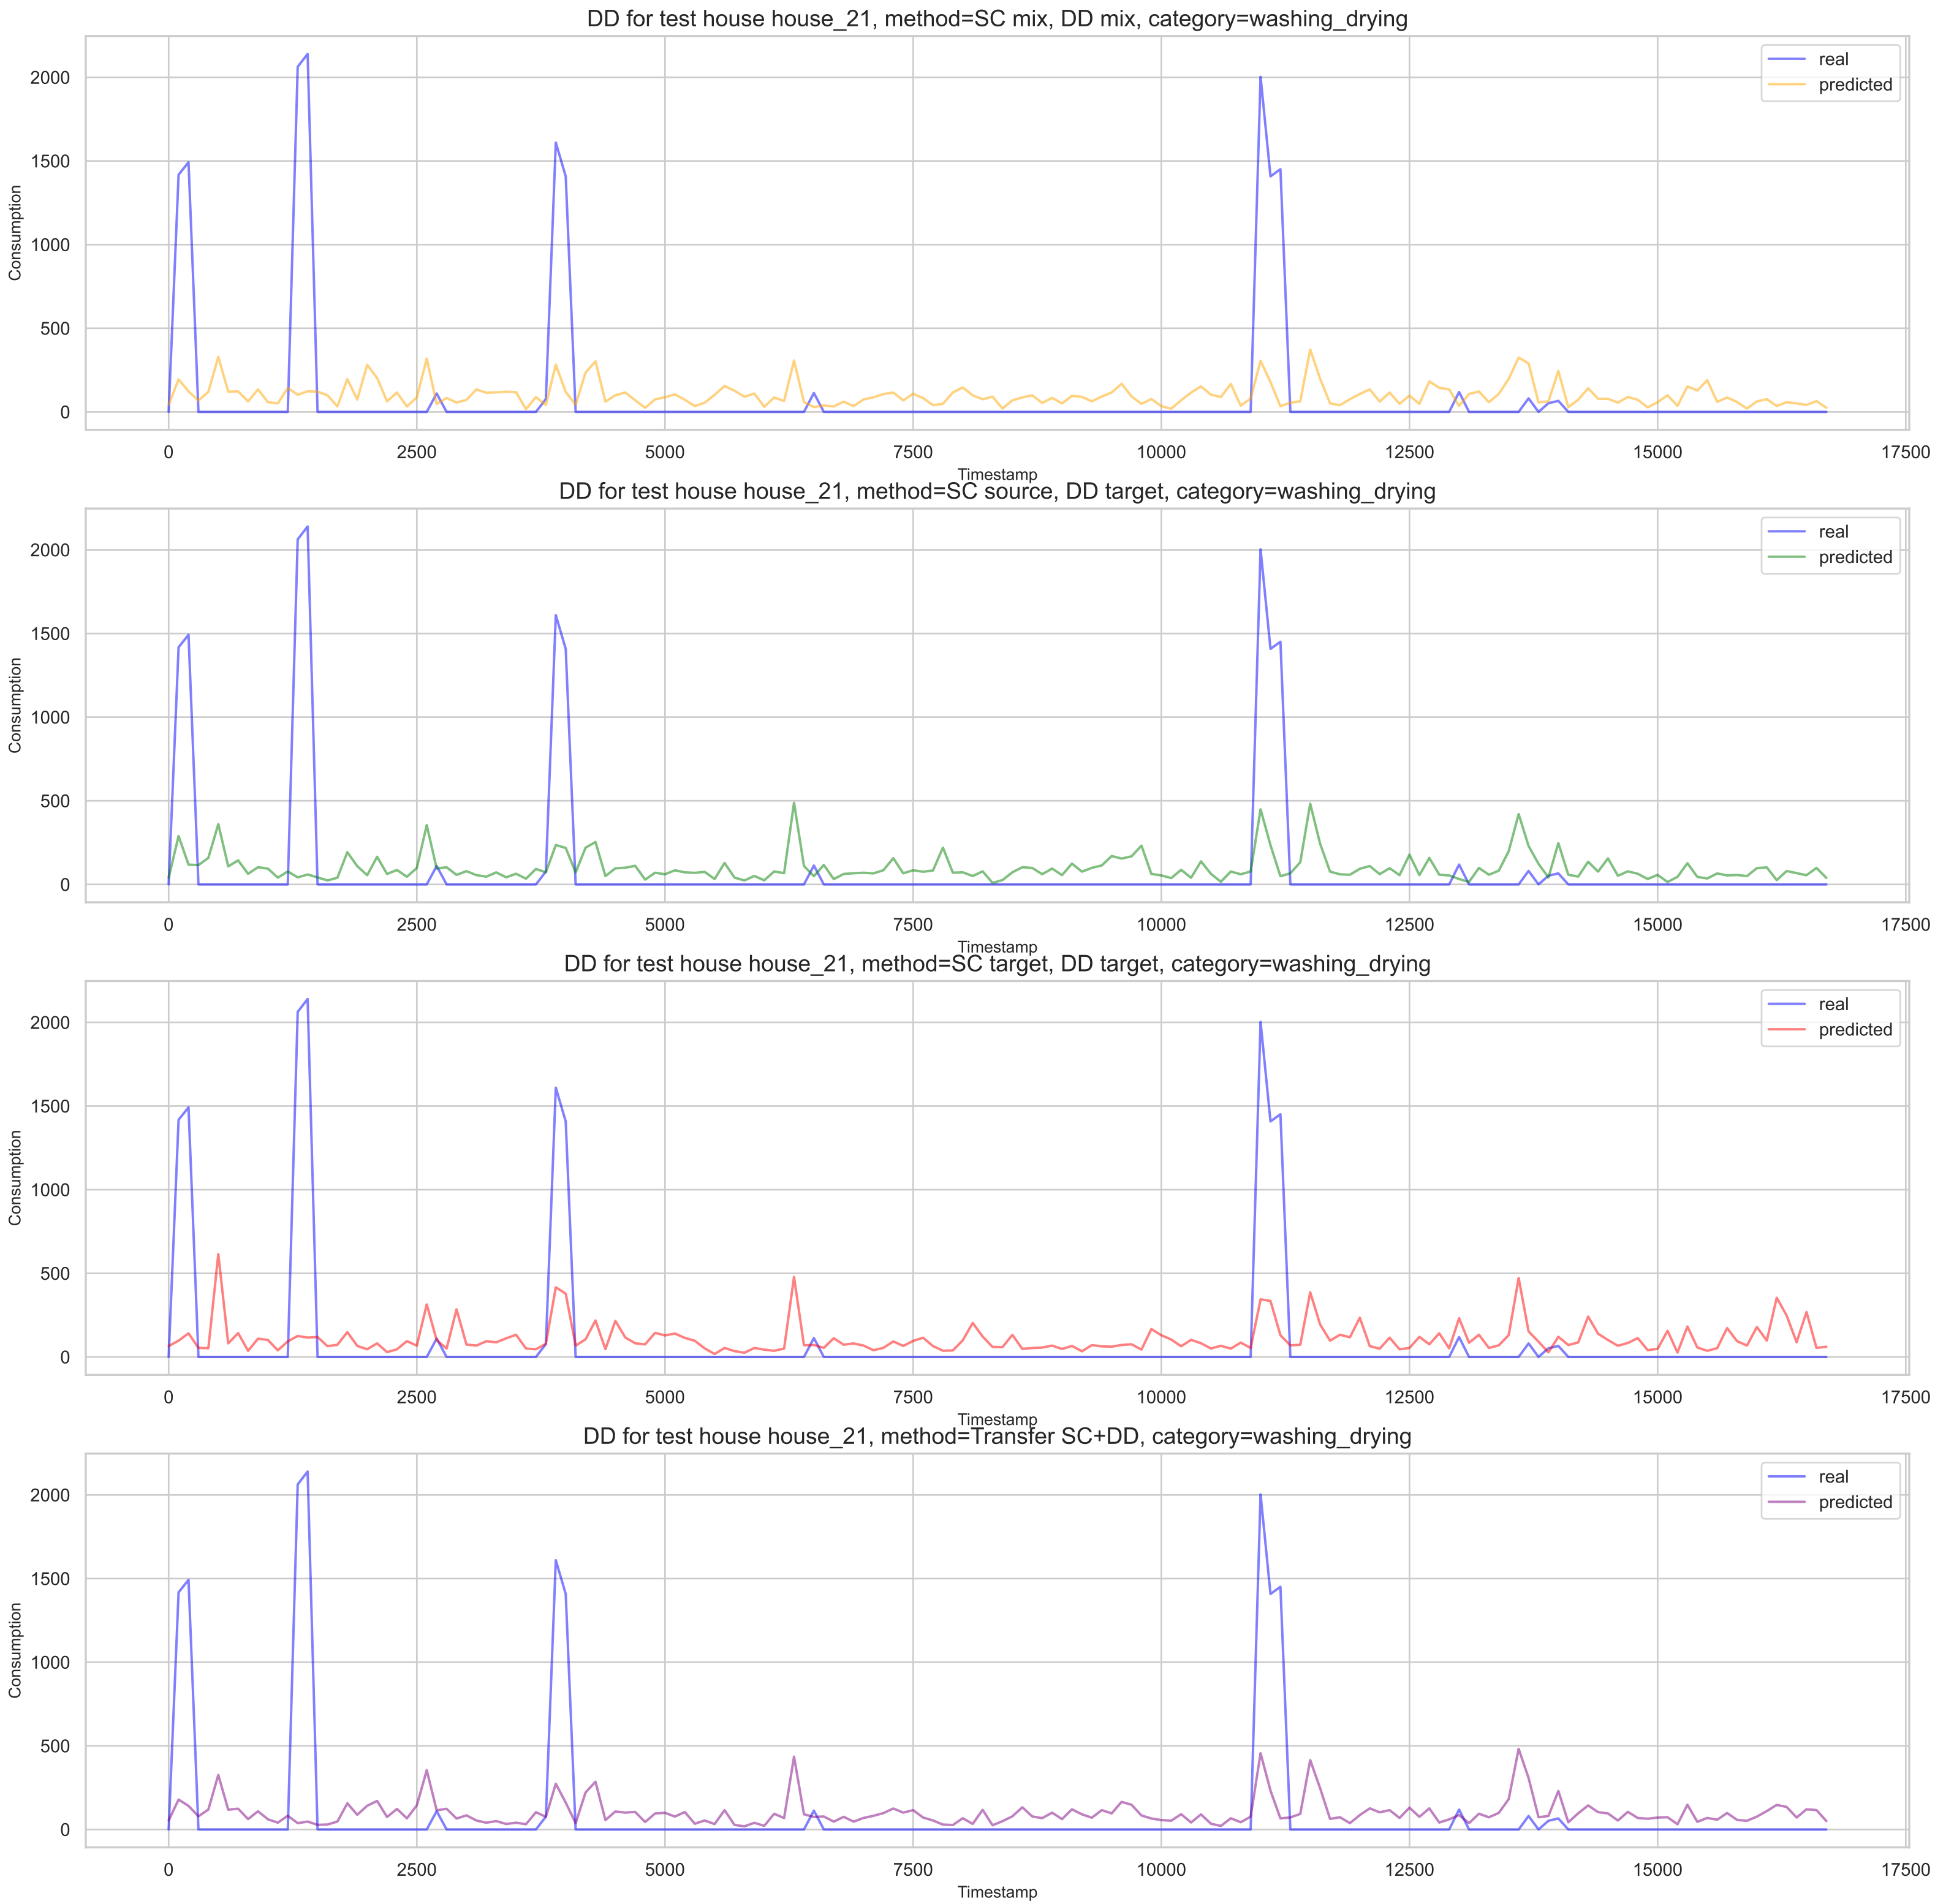 DD for test house house_21, method=SC mix, DD mix, category=washing_drying
real
predicted
Consumption
2000
1500
1000
500
0
0 2500 5000 7500 10000 12500 15000 17500
Timestamp
DD for test house house_21, method=SC source, DD target, category=washing_drying
real
predicted
Consumption
2000
1500
1000
500
0
0 2500 5000 7500 10000 12500 15000 17500
Timestamp
DD for test house house_21, method=SC target, DD target, category=washing_drying
real
predicted
Consumption
2000
1500
1000
500
0
0 2500 5000 7500 10000 12500 15000 17500
Timestamp
DD for test house house_21, method=Transfer SC+DD, category=washing_drying
real
predicted
Consumption
2000
1500
1000
500
0
0 2500 5000 7500 10000 12500 15000 17500
Timestamp